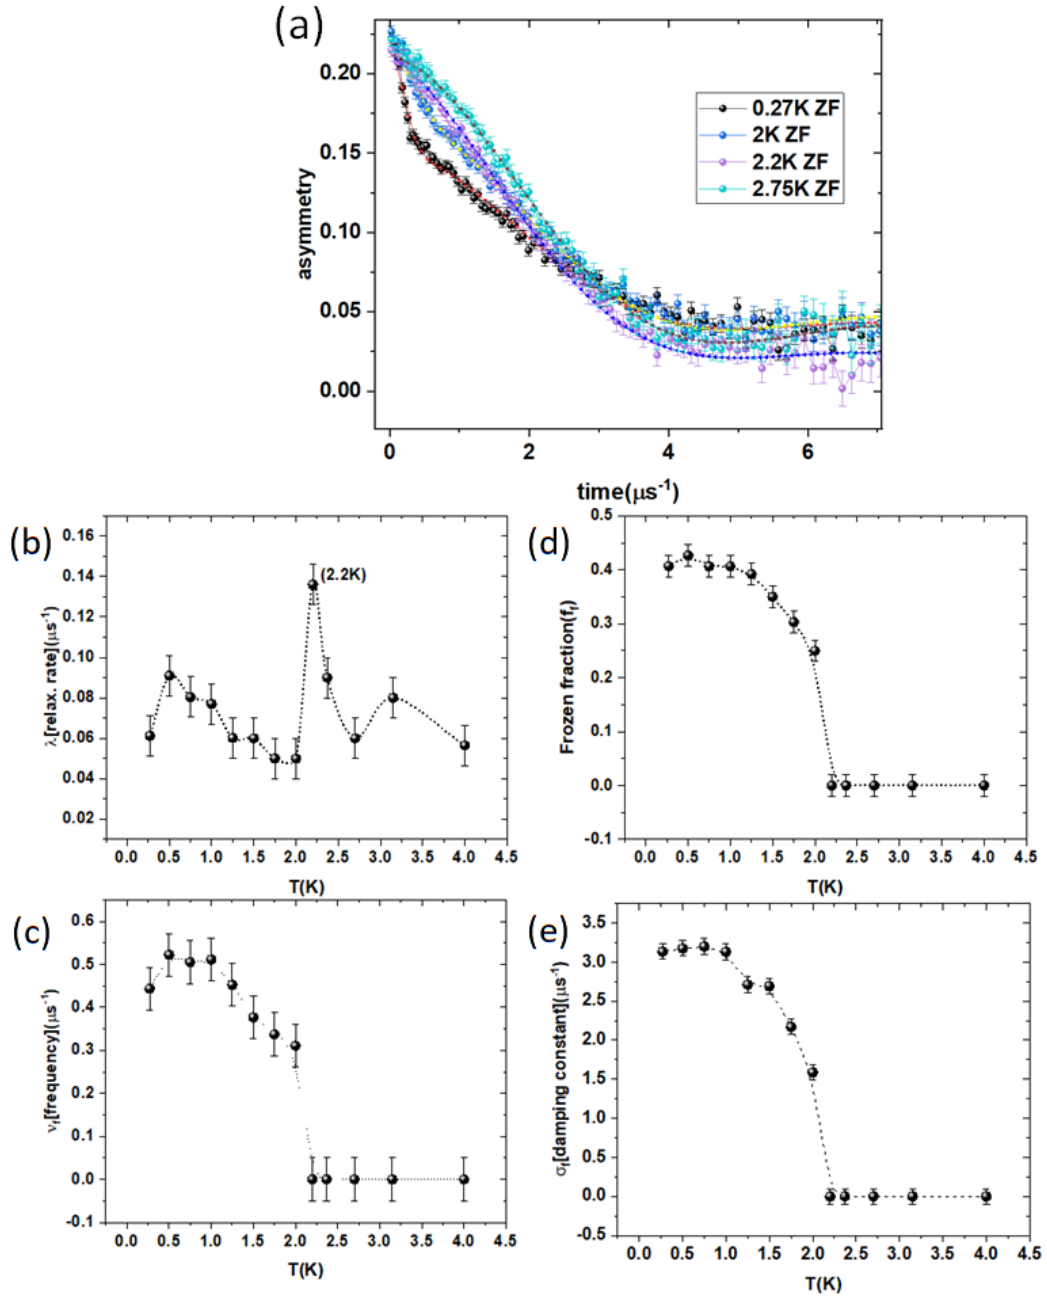 (a)
asymmetry
0.20
0.15
0.10
0.05
0.00
0.27K ZF
2K ZF
2.2K ZF
2.75K ZF
0 2 4 6
time(μs⁻¹)
(b)
λ[relax. rate](μs⁻¹)
0.16
0.14
0.12
0.10
0.08
0.06
0.04
0.02
(2.2K)
0.0 0.5 1.0 1.5 2.0 2.5 3.0 3.5 4.0 4.5
T(K)
(d)
Frozen fraction(f_f)
0.5
0.4
0.3
0.2
0.1
0.0
-0.1
0.0 0.5 1.0 1.5 2.0 2.5 3.0 3.5 4.0 4.5
T(K)
(c)
ν_f[frequency](μs⁻¹)
0.6
0.5
0.4
0.3
0.2
0.1
0.0
-0.1
0.0 0.5 1.0 1.5 2.0 2.5 3.0 3.5 4.0 4.5
T(K)
(e)
σ_f[damping constant](μs⁻¹)
3.5
3.0
2.5
2.0
1.5
1.0
0.5
0.0
-0.5
0.0 0.5 1.0 1.5 2.0 2.5 3.0 3.5 4.0 4.5
T(K)